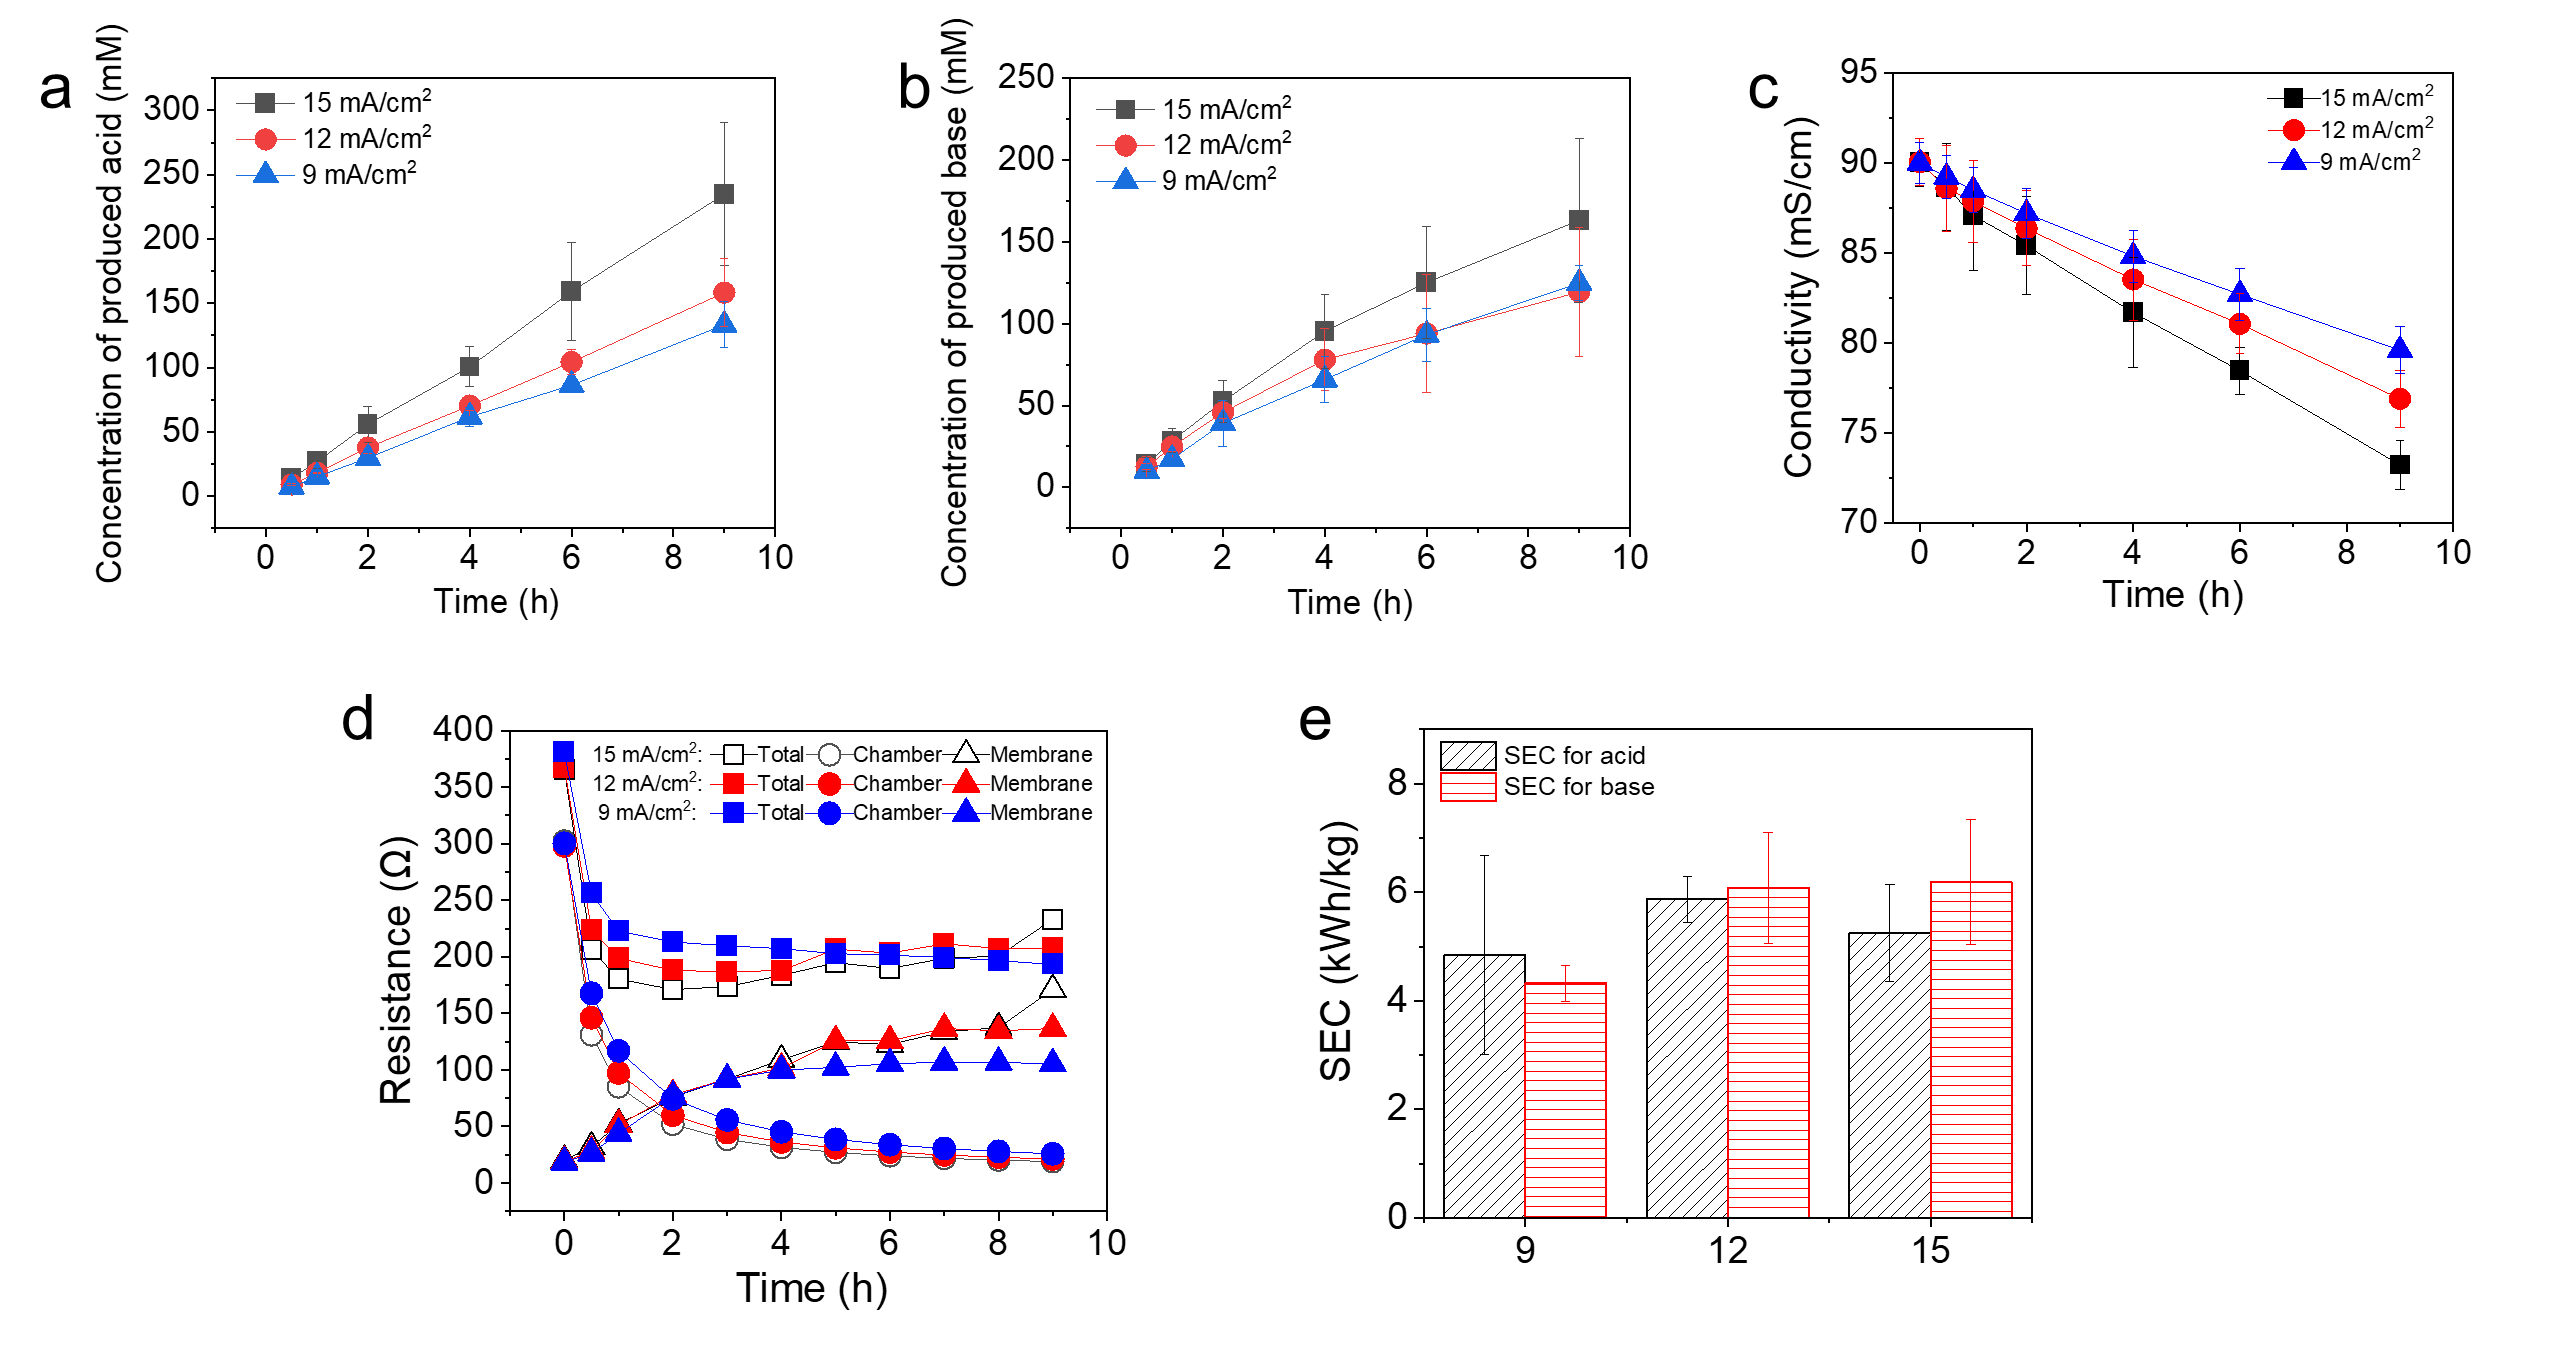 a
Concentration of produced acid (mM)
300
250
200
150
100
50
0
15 mA/cm²
12 mA/cm²
9 mA/cm²
0 2 4 6 8 10
Time (h)
b
Concentration of produced base (mM)
250
200
150
100
50
0
15 mA/cm²
12 mA/cm²
9 mA/cm²
0 2 4 6 8 10
Time (h)
c
Conductivity (mS/cm)
95
90
85
80
75
70
15 mA/cm²
12 mA/cm²
9 mA/cm²
0 2 4 6 8 10
Time (h)
d
Resistance (Ω)
400
350
300
250
200
150
100
50
0
15 mA/cm²: Total Chamber Membrane
12 mA/cm²: Total Chamber Membrane
9 mA/cm²: Total Chamber Membrane
0 2 4 6 8 10
Time (h)
e
SEC (kWh/kg)
8
6
4
2
0
SEC for acid
SEC for base
9 12 15